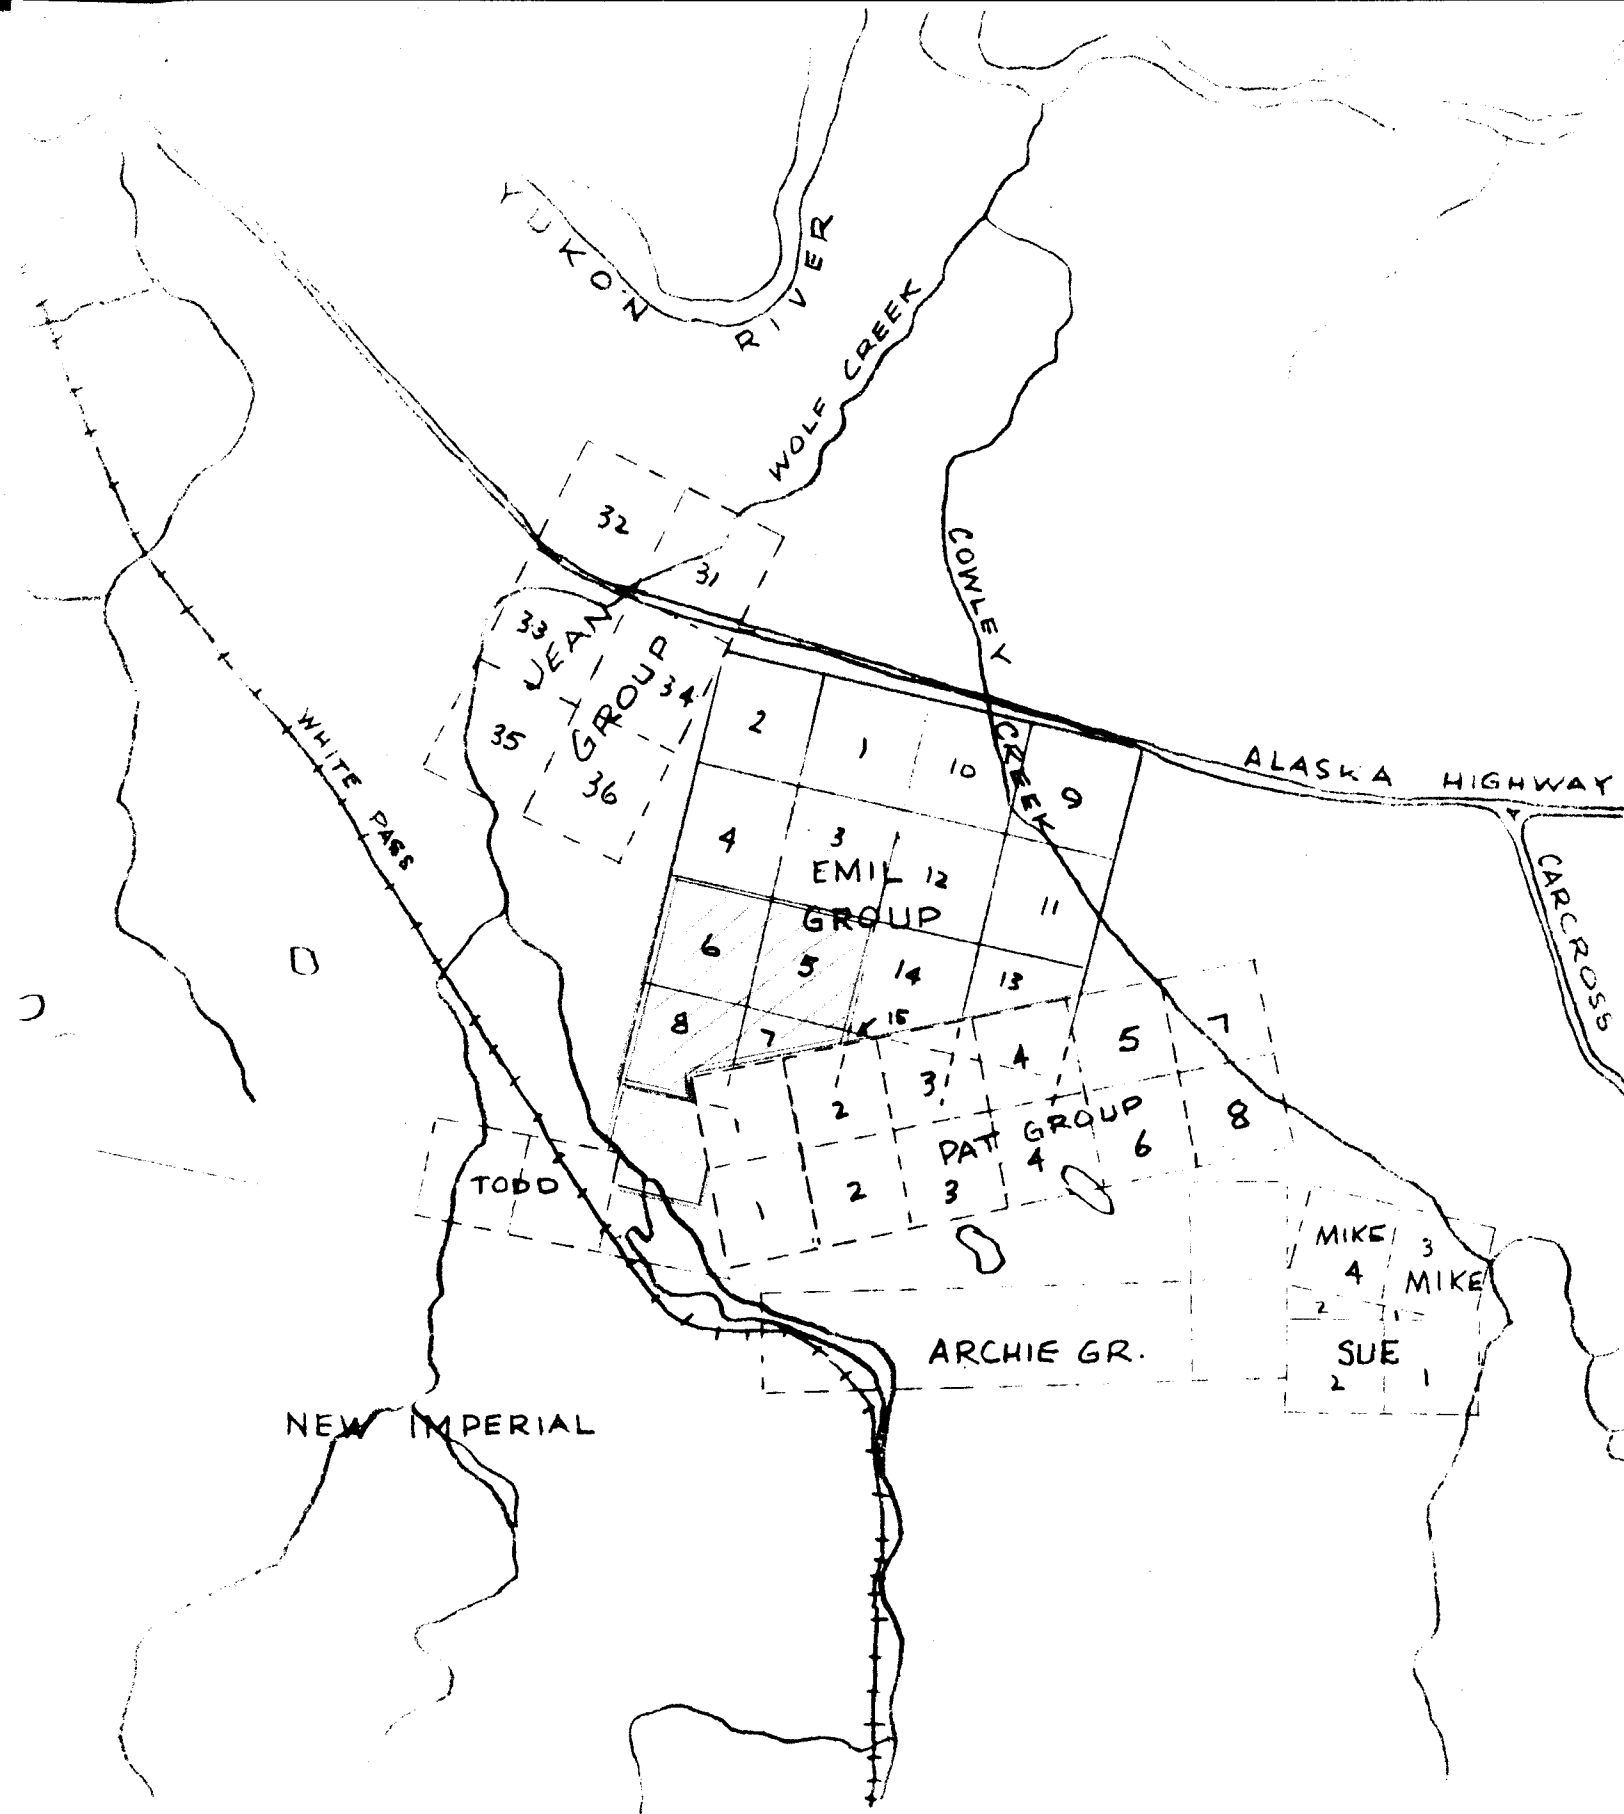 YUKON
RIVER
WOLF CREEK
32
31
COWLEY
CREEK
33
JEAN
GROUP
34
35
36
WHITE PASS
2
1
10
9
ALASKA HIGHWAY
CARCROSS
4
3
EMIL
12
GROUP
11
6
5
14
13
8
7
15
1
2
3
4
5
7
PAT GROUP
1
2
3
4
6
8
TODD
MIKE
4
3
MIKE
2
1
SUE
2
1
ARCHIE GR.
NEW IMPERIAL